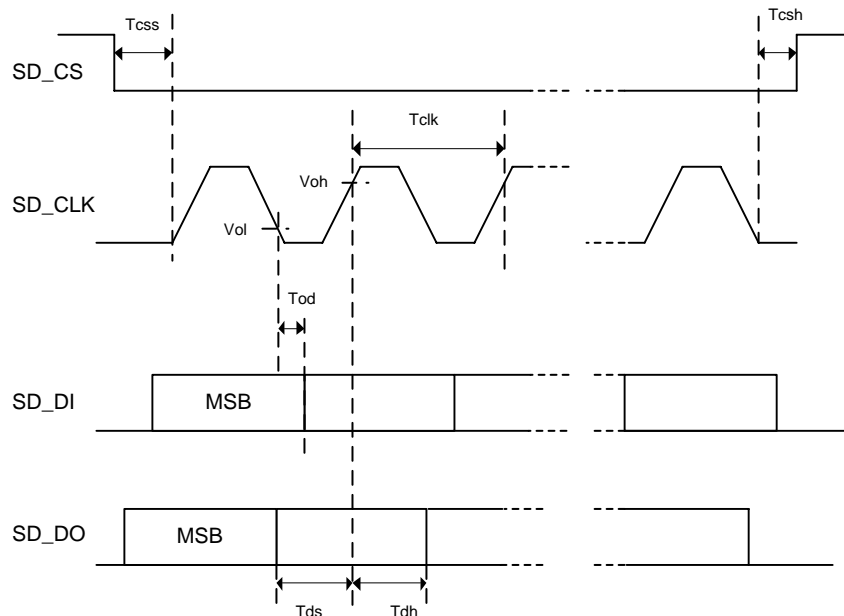 Tcss
Tcsh
SD_CS
Tclk
Voh
SD_CLK
Vol
Tod
SD_DI
MSB
SD_DO
MSB
Tds
Tdh